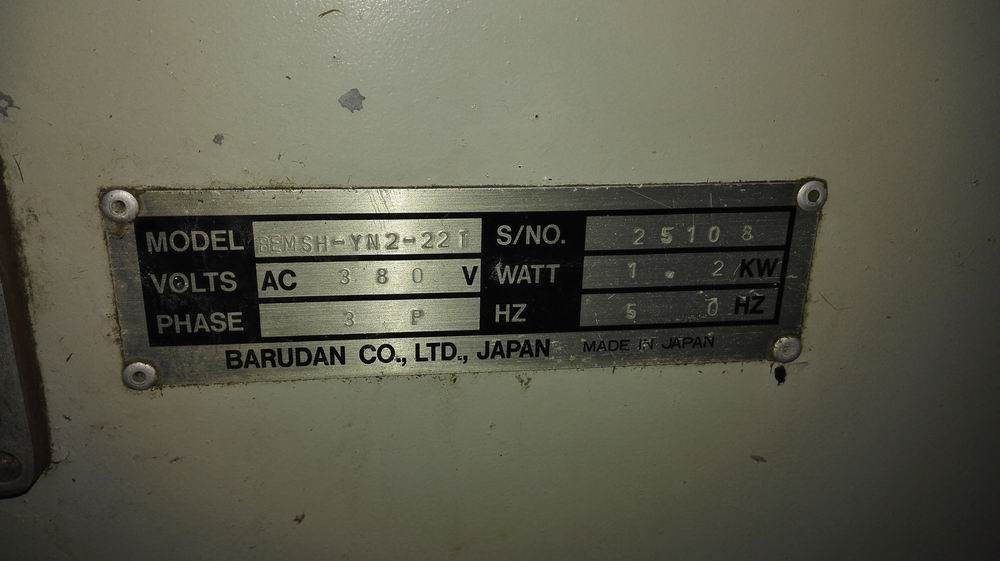 MODEL BEMSH-YN2-22T S/NO. 25108
VOLTS AC 380 V WATT 1.2 KW
PHASE 3 P HZ 50 HZ
BARUDAN CO., LTD., JAPAN MADE IN JAPAN